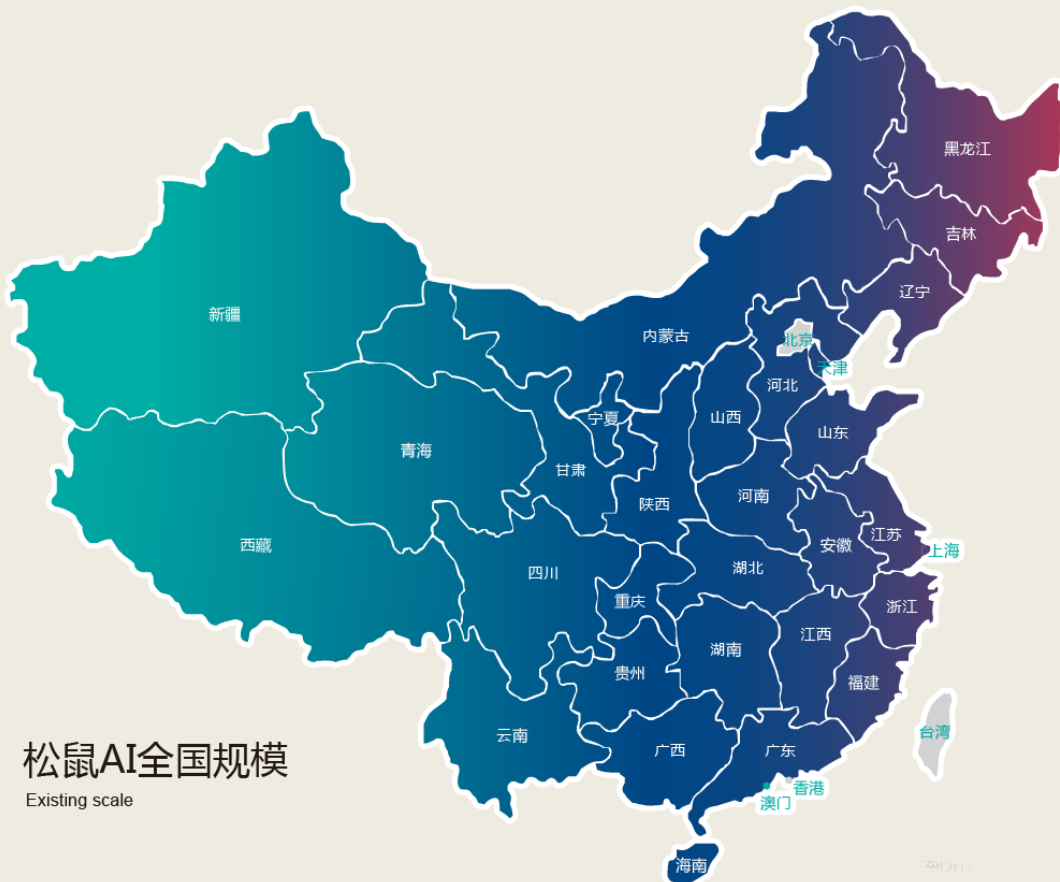 黑龙江
吉林
辽宁
新疆
内蒙古
北京
天津
河北
宁夏
山西
山东
青海
甘肃
陕西
河南
西藏
安徽
江苏
上海
四川
湖北
重庆
浙江
江西
湖南
贵州
福建
云南
台湾
广西
广东
松鼠AI全国规模
Existing scale
香港
澳门
海南